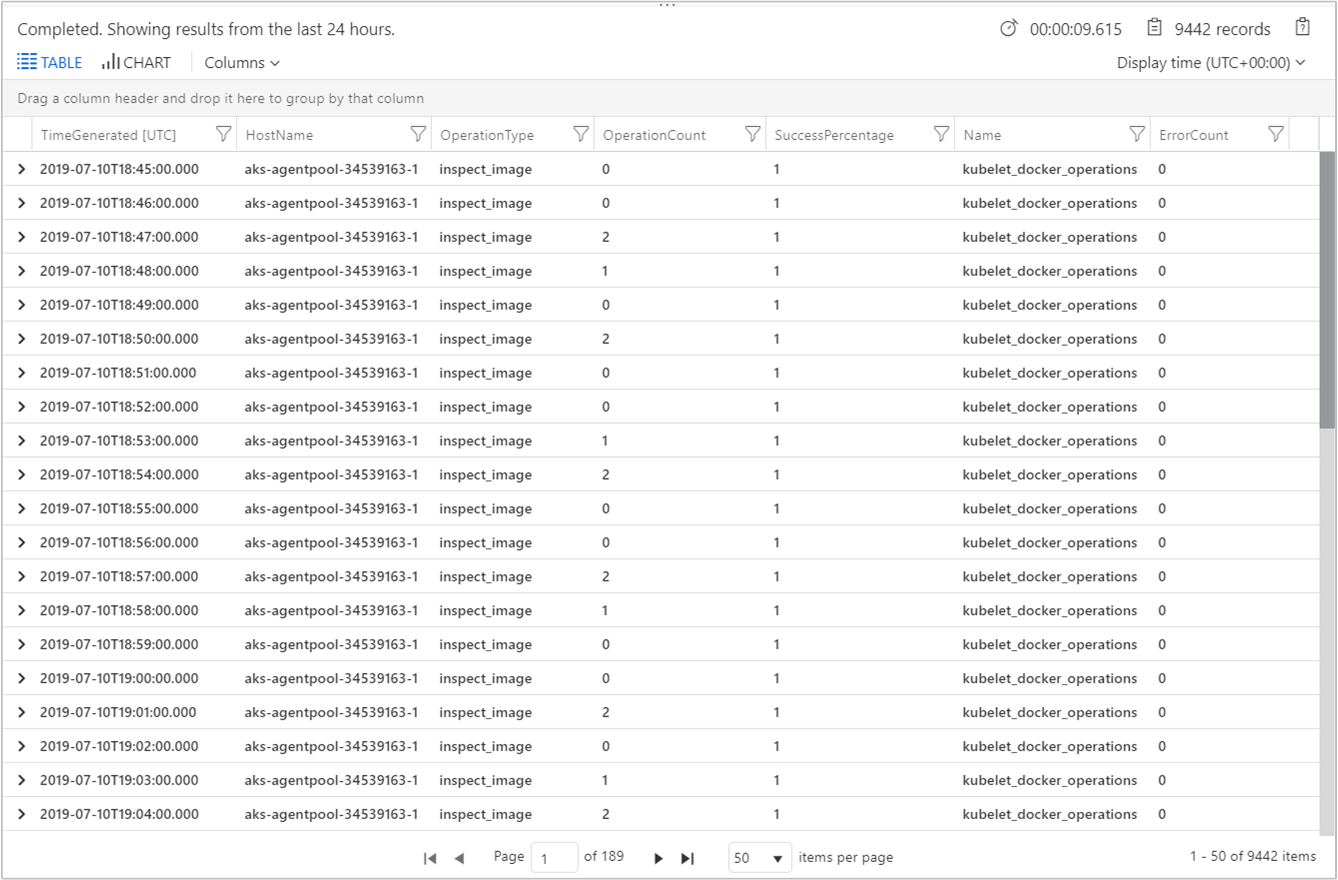 Completed. Showing results from the last 24 hours. 00:00:09.615 9442 records
TABLE CHART Columns Display time (UTC+00:00)
Drag a column header and drop it here to group by that column
TimeGenerated [UTC] HostName OperationType OperationCount SuccessPercentage Name ErrorCount
2019-07-10T18:45:00.000 aks-agentpool-34539163-1 inspect_image 0 1 kubelet_docker_operations 0
2019-07-10T18:46:00.000 aks-agentpool-34539163-1 inspect_image 0 1 kubelet_docker_operations 0
2019-07-10T18:47:00.000 aks-agentpool-34539163-1 inspect_image 2 1 kubelet_docker_operations 0
2019-07-10T18:48:00.000 aks-agentpool-34539163-1 inspect_image 1 1 kubelet_docker_operations 0
2019-07-10T18:49:00.000 aks-agentpool-34539163-1 inspect_image 0 1 kubelet_docker_operations 0
2019-07-10T18:50:00.000 aks-agentpool-34539163-1 inspect_image 2 1 kubelet_docker_operations 0
2019-07-10T18:51:00.000 aks-agentpool-34539163-1 inspect_image 0 1 kubelet_docker_operations 0
2019-07-10T18:52:00.000 aks-agentpool-34539163-1 inspect_image 0 1 kubelet_docker_operations 0
2019-07-10T18:53:00.000 aks-agentpool-34539163-1 inspect_image 1 1 kubelet_docker_operations 0
2019-07-10T18:54:00.000 aks-agentpool-34539163-1 inspect_image 2 1 kubelet_docker_operations 0
2019-07-10T18:55:00.000 aks-agentpool-34539163-1 inspect_image 0 1 kubelet_docker_operations 0
2019-07-10T18:56:00.000 aks-agentpool-34539163-1 inspect_image 0 1 kubelet_docker_operations 0
2019-07-10T18:57:00.000 aks-agentpool-34539163-1 inspect_image 2 1 kubelet_docker_operations 0
2019-07-10T18:58:00.000 aks-agentpool-34539163-1 inspect_image 1 1 kubelet_docker_operations 0
2019-07-10T18:59:00.000 aks-agentpool-34539163-1 inspect_image 0 1 kubelet_docker_operations 0
2019-07-10T19:00:00.000 aks-agentpool-34539163-1 inspect_image 0 1 kubelet_docker_operations 0
2019-07-10T19:01:00.000 aks-agentpool-34539163-1 inspect_image 2 1 kubelet_docker_operations 0
2019-07-10T19:02:00.000 aks-agentpool-34539163-1 inspect_image 0 1 kubelet_docker_operations 0
2019-07-10T19:03:00.000 aks-agentpool-34539163-1 inspect_image 1 1 kubelet_docker_operations 0
2019-07-10T19:04:00.000 aks-agentpool-34539163-1 inspect_image 2 1 kubelet_docker_operations 0
Page 1 of 189 50 items per page 1 - 50 of 9442 items